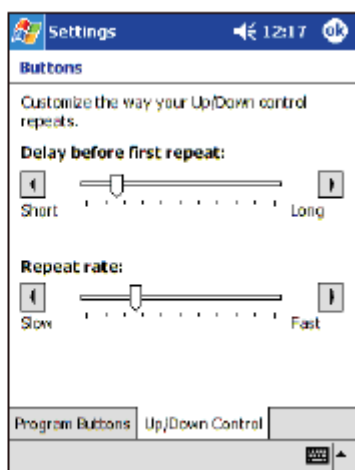 Settings 12:17 ok
Buttons
Customize the way your Up/Down control
repeats.
Delay before first repeat:
Short Long
Repeat rate:
Slow Fast
Program Buttons Up/Down Control